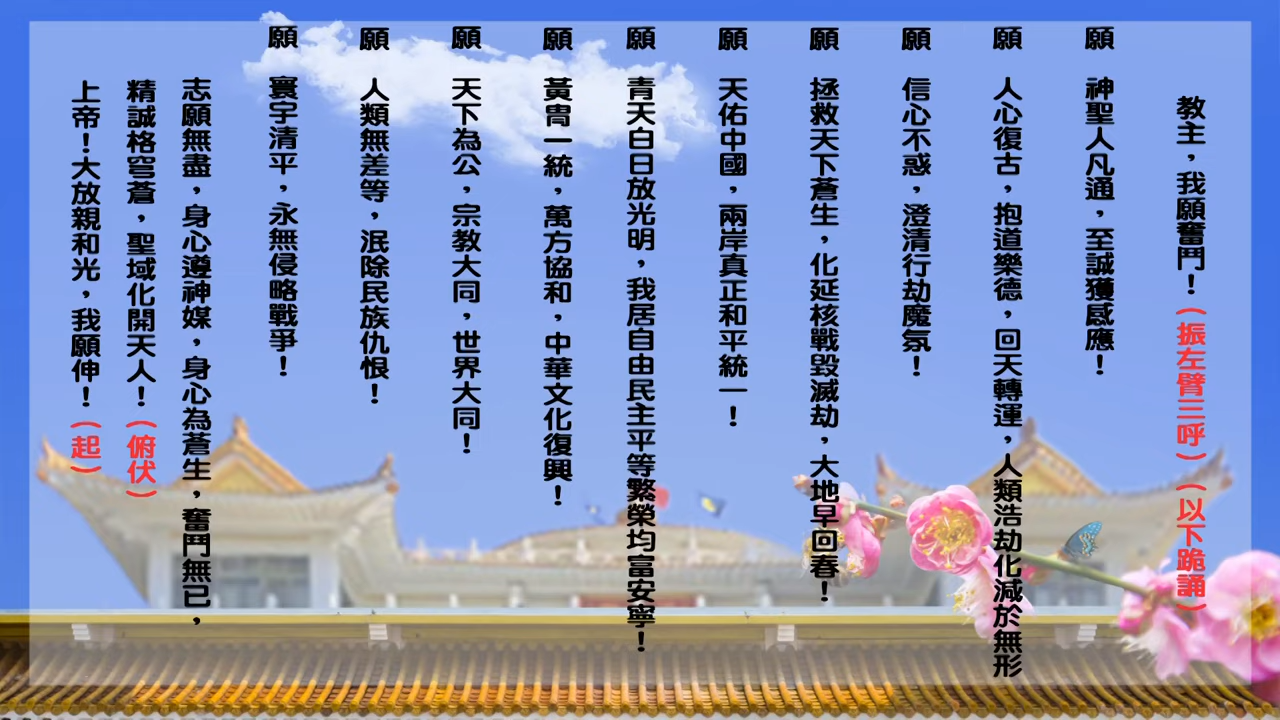 教主，我願奮鬥！（振左臂三呼）（以下跪誦）
願　神聖人凡通，至誠獲感應！
願　人心復古，抱道樂德，回天轉運，人類浩劫化減於無形
願　信心不惑，澄清行劫魔氛！
願　拯救天下蒼生，化延核戰毀滅劫，大地早回春！
願　天佑中國，兩岸真正和平統一！
願　青天白日放光明，我居自由民主平等繁榮均富安寧！
願　黃冑一統，萬方協和，中華文化復興！
願　天下為公，宗教大同，世界大同！
願　人類無差等，泯除民族仇恨！
願　寰宇清平，永無侵略戰爭！
志願無盡，身心遵神媒，身心為蒼生，奮鬥無已，
精誠格穹蒼，聖域化開天人！（俯伏）
上帝！大放親和光，我願伸！（起）